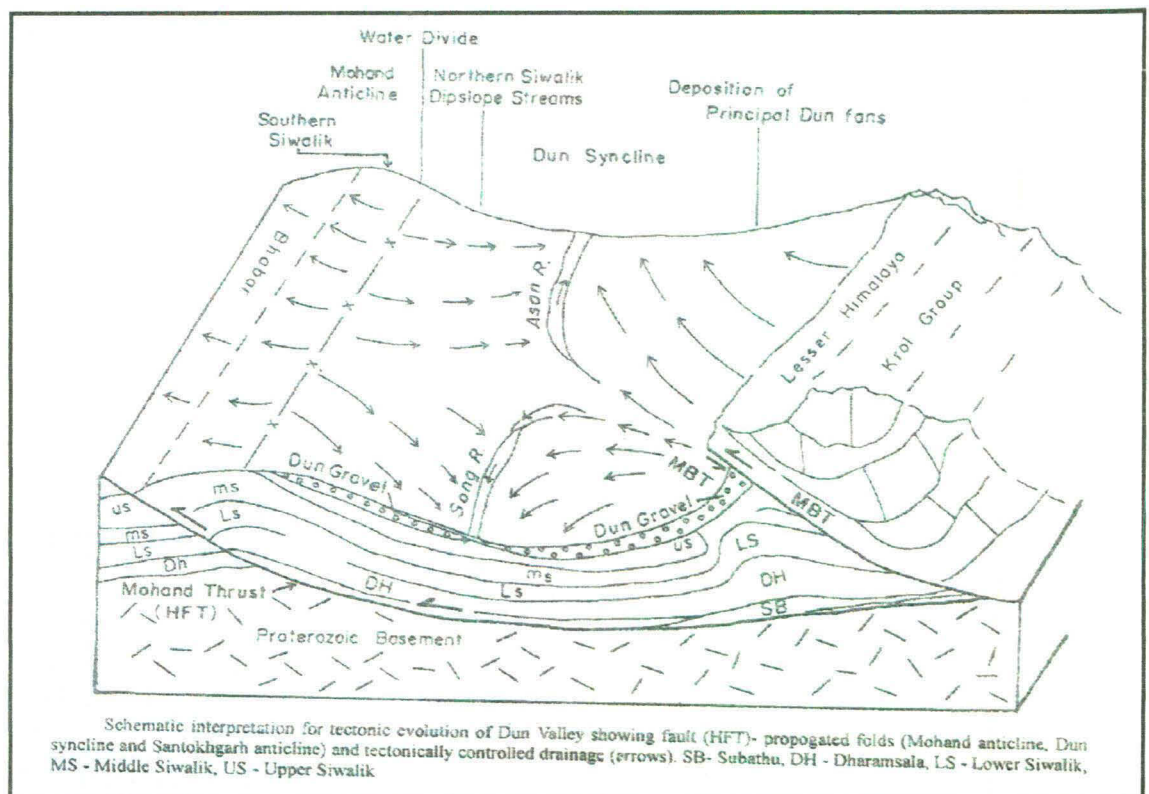 Water Divide
Mohand
Anticline
Northern Siwalik
Dipslope Streams
Deposition of
Principal Dun fans
Southern
Siwalik
Dun Syncline
Bhabar
Ason R.
Lesser Himalaya
Krol Group
Dun Gravel
Song R.
MBT
Dun Gravel
MBT
us
ms
Ls
Dh
ms
Ls
us
LS
ms
Ls
DH
DH
SB
Mohand Thrust
(HFT)
Proterozoic Basement
Schematic interpretation for tectonic evolution of Dun Valley showing fault (HFT)- propogated folds (Mohand anticline, Dun
syncline and Santokhgarh anticline) and tectonically controlled drainage (arrows). SB- Subathu, DH - Dharamsala, LS - Lower Siwalik,
MS - Middle Siwalik, US - Upper Siwalik